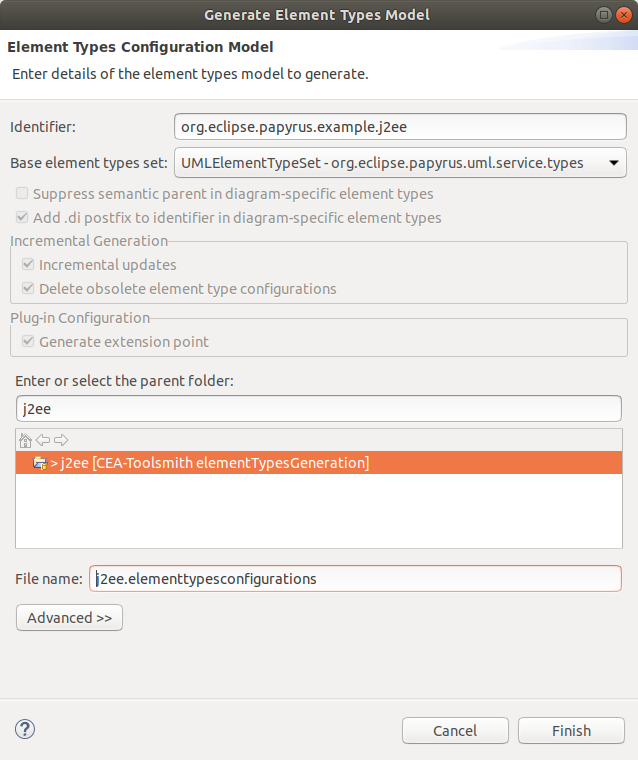 Generate Element Types Model
Element Types Configuration Model
Enter details of the element types model to generate.
Identifier: org.eclipse.papyrus.example.j2ee
Base element types set: UMLElementTypeSet - org.eclipse.papyrus.uml.service.types
Suppress semantic parent in diagram-specific element types
Add .di postfix to identifier in diagram-specific element types
Incremental Generation
Incremental updates
Delete obsolete element type configurations
Plug-in Configuration
Generate extension point
Enter or select the parent folder:
j2ee
> j2ee [CEA-Toolsmith elementTypesGeneration]
File name: j2ee.elementtypesconfigurations
Advanced >>
? Cancel Finish